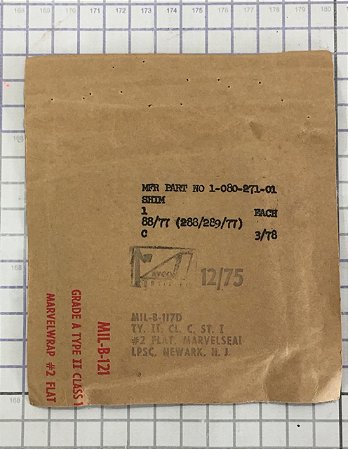 MFR PART NO 1-080-271-01
SHIM
1 EACH
88/77 (288/289/77)
C 3/78
12/75
MIL-B-117D
TY. II, CL. C, ST. I
#2 FLAT, MARVELSEAL
LPSC, NEWARK, N. J.
MIL-B-121
GRADE A TYPE II CLASS 1
MARVELWRAP #2 FLAT